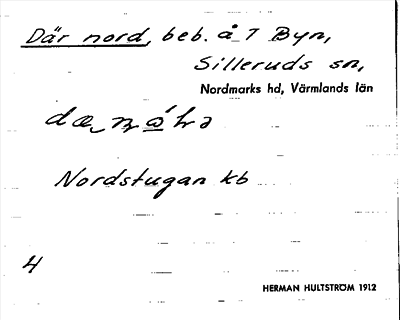 Där nord, beb. å 7 Byn,
Silleruds sn,
Nordmarks hd, Värmlands län
Nordstugan kb
4
HERMAN HULTSTRÖM 1912